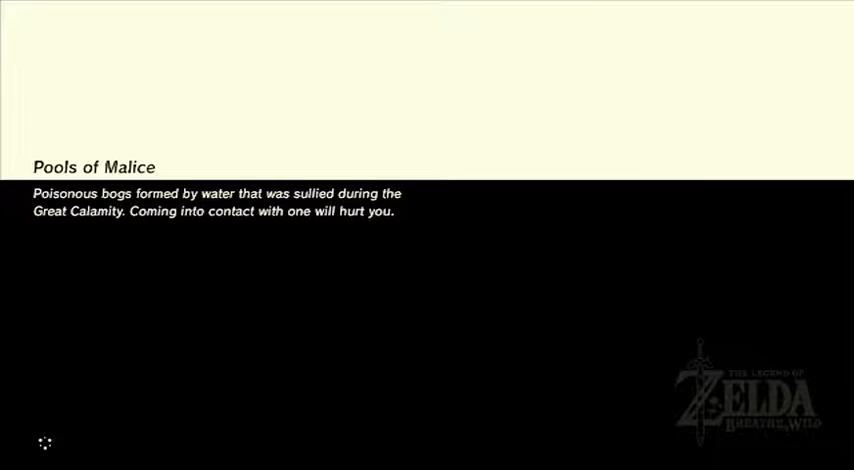 Pools of Malice
Poisonous bogs formed by water that was sullied during the
Great Calamity. Coming into contact with one will hurt you.
THE LEGEND OF
ZELDA
BREATH OF THE WILD